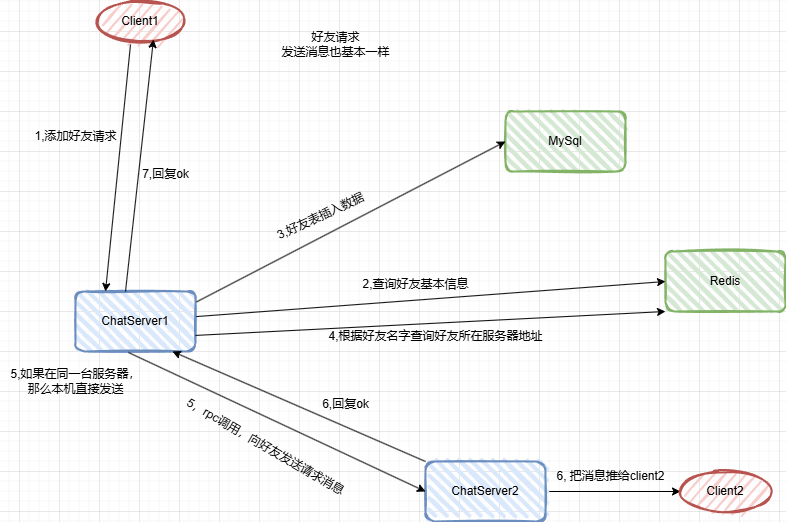 Client1
好友请求
发送消息也基本一样
1,添加好友请求
MySql
7,回复ok
3,好友表插入数据
2,查询好友基本信息
Redis
ChatServer1
4,根据好友名字查询好友所在服务器地址
5,如果在同一台服务器，
那么本机直接发送
6,回复ok
5，rpc调用，向好友发送请求消息
6, 把消息推给client2
ChatServer2
Client2